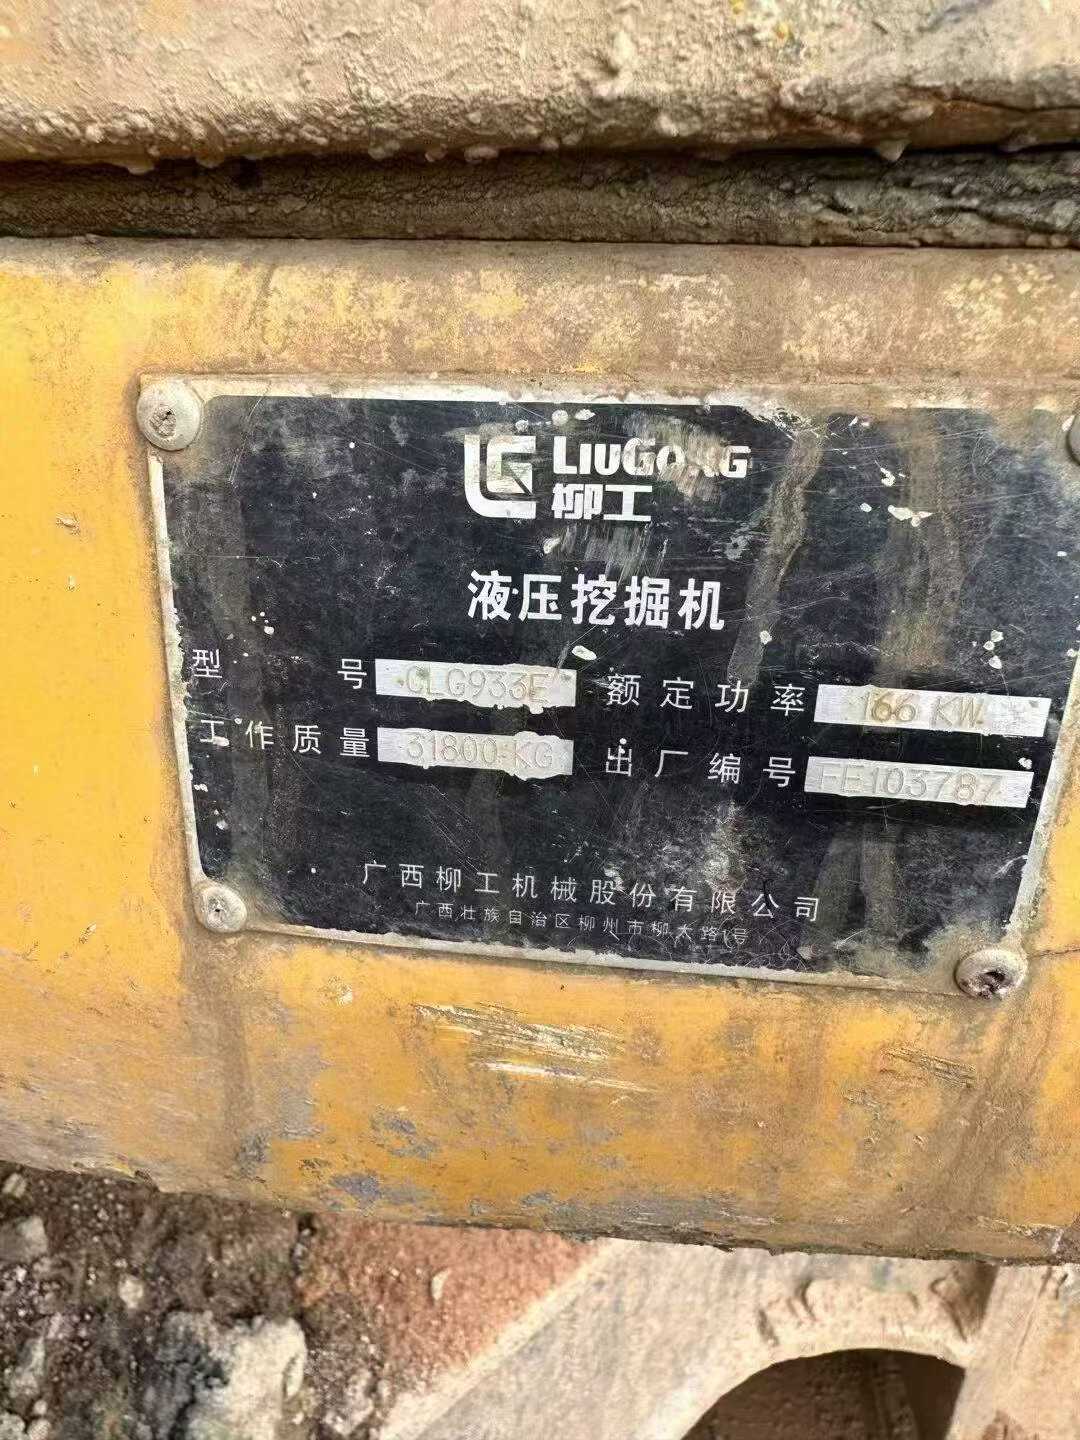 LIUGONG
柳工
液压挖掘机
型号 CLG933E 额定功率 166 KW
工作质量 31800 KG 出厂编号 EE103787
广西柳工机械股份有限公司
广西壮族自治区柳州市柳太路1号